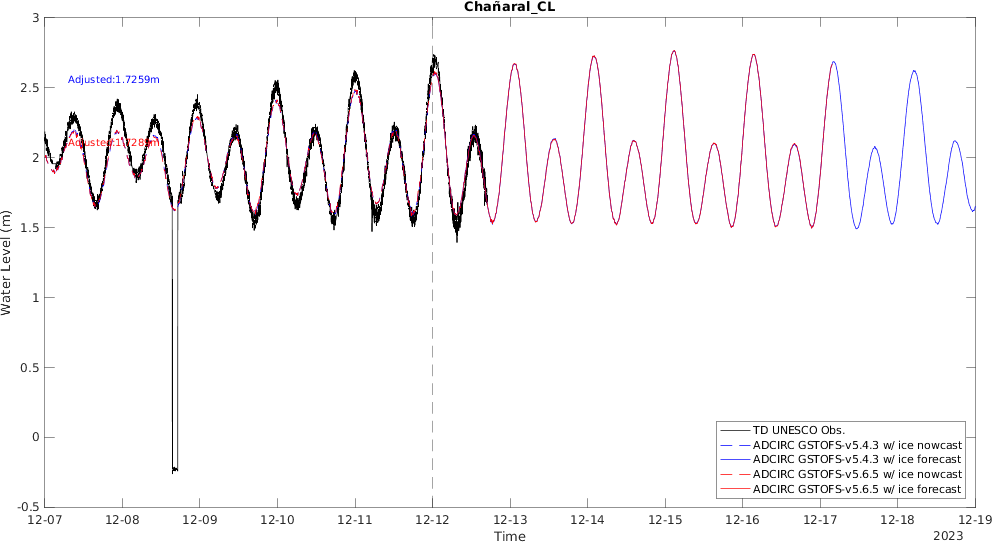 Chañaral_CL
3
2.5
2
1.5
1
0.5
0
-0.5
Water Level (m)
Adjusted:1.7259m
Adjusted:1.7289m
TD UNESCO Obs.
ADCIRC GSTOFS-v5.4.3 w/ ice nowcast
ADCIRC GSTOFS-v5.4.3 w/ ice forecast
ADCIRC GSTOFS-v5.6.5 w/ ice nowcast
ADCIRC GSTOFS-v5.6.5 w/ ice forecast
12-07 12-08 12-09 12-10 12-11 12-12 12-13 12-14 12-15 12-16 12-17 12-18 12-19
Time
2023